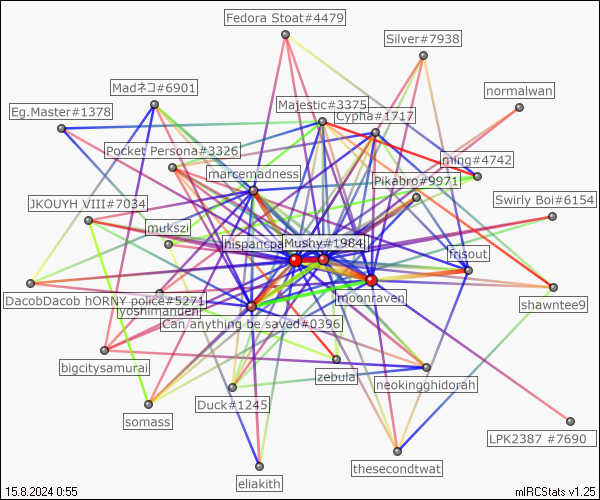 Fedora Stoat#4479
Silver#7938
Madネコ#6901
normalwan
Majestic#3375
Eg.Master#1378
Cypha#1717
Pocket Persona#3326
ming#4742
marcemadness
Pikabro#9971
Swirly Boi#6154
JKOUYH VIII#7034
mukszi
hispancpa
Mushy#1984
frisout
DacobDacob hORNY police#5271
moonraven
shawntee9
yoshimandeh
Can anything be saved#0396
bigcitysamurai
zebula
neokingghidorah
Duck#1245
somass
LPK2387 #7690
thesecondtwat
eliakith
15.8.2024 0:55
mIRCStats v1.25